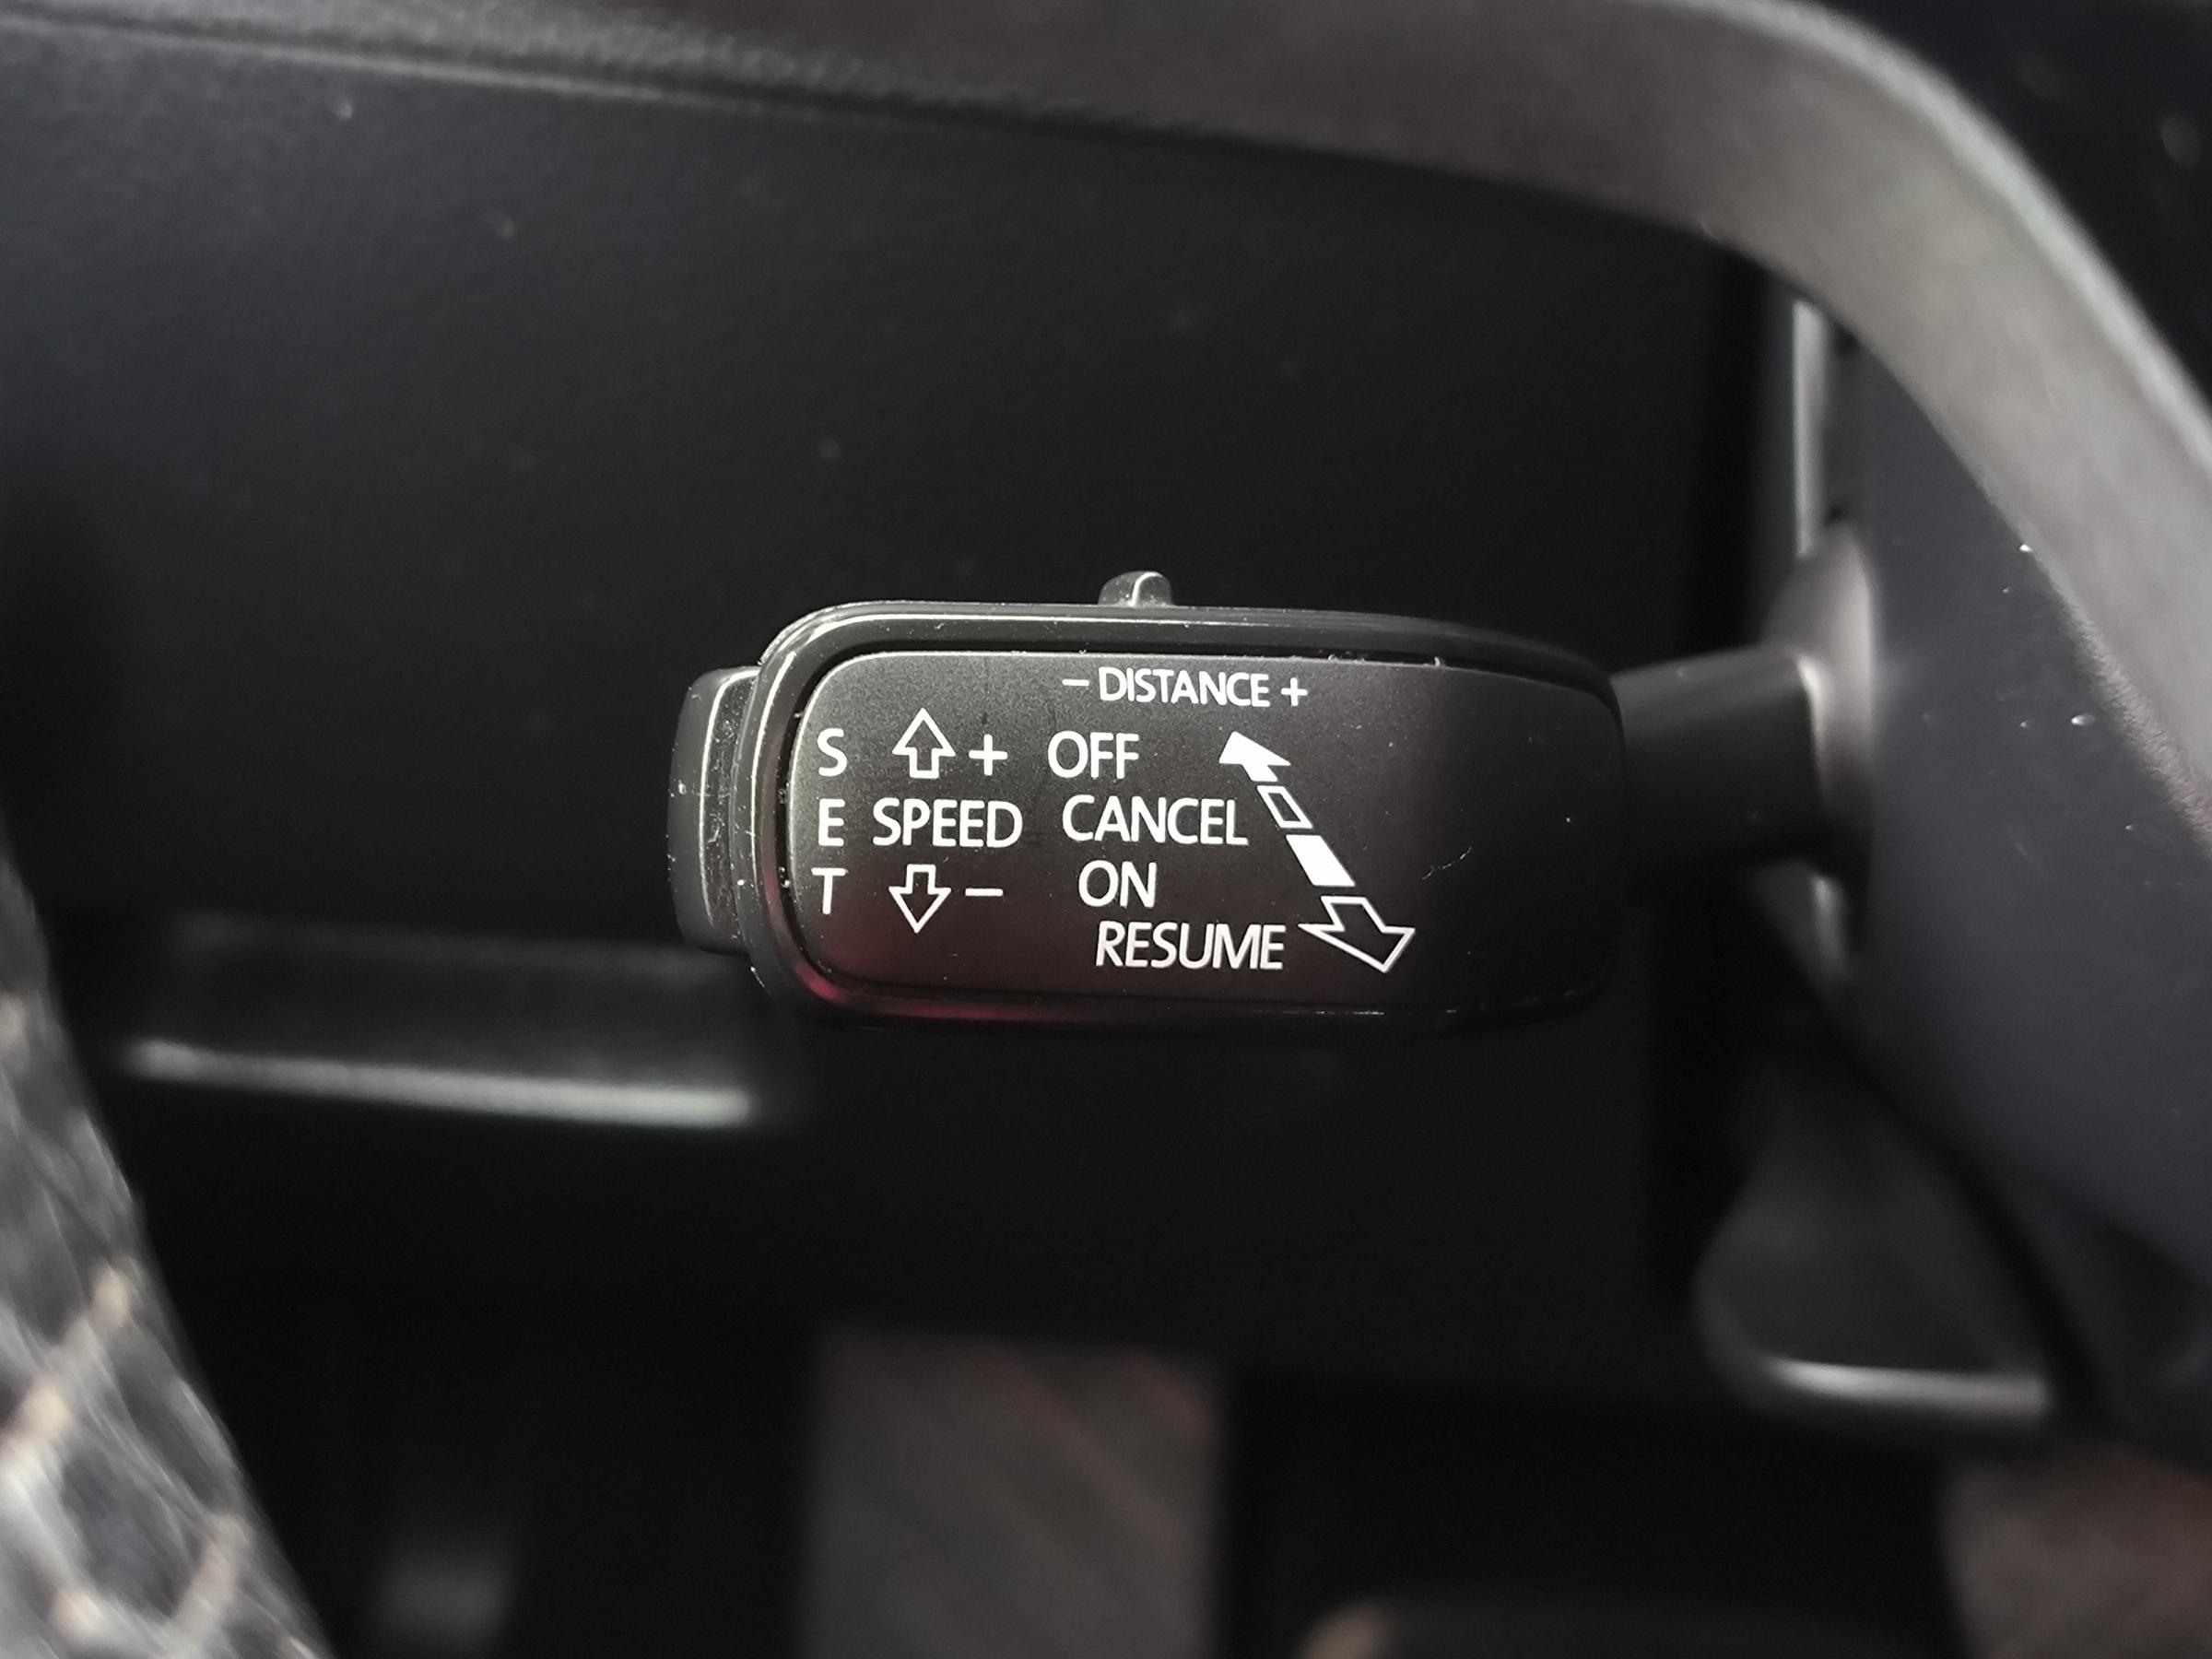 − DISTANCE +
S + OFF
E SPEED CANCEL
T − ON
RESUME